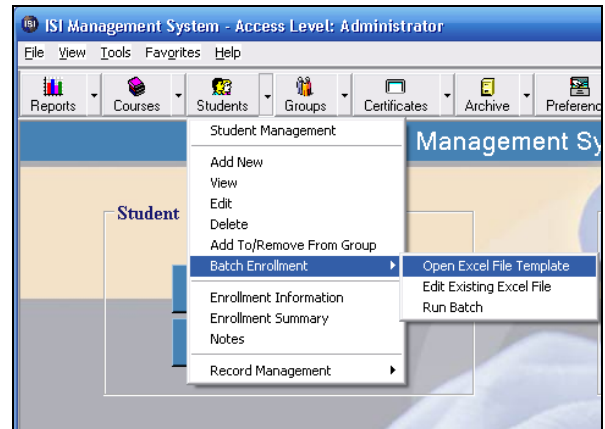 ISI Management System - Access Level: Administrator
File View Tools Favorites Help
Reports Courses Students Groups Certificates Archive Preferenc
Management Sy
Student
Student Management
Add New
View
Edit
Delete
Add To/Remove From Group
Batch Enrollment
Open Excel File Template
Edit Existing Excel File
Run Batch
Enrollment Information
Enrollment Summary
Notes
Record Management